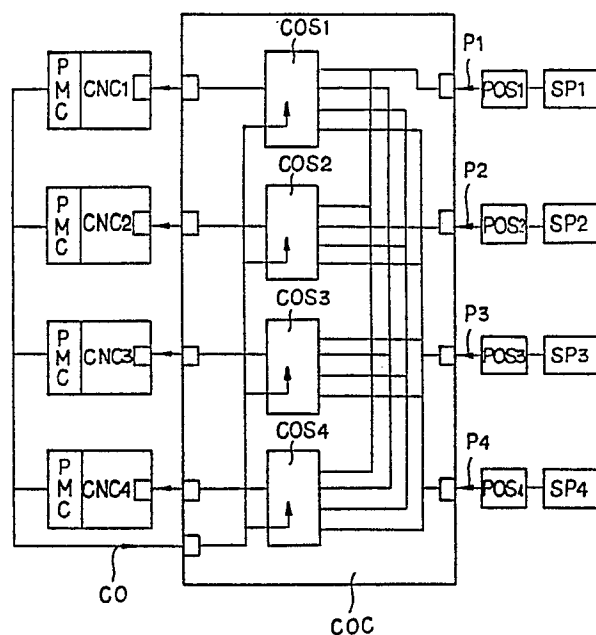 COS1
P1
PMC CNC1
POS1 SP1
COS2
P2
PMC CNC2
POS2 SP2
COS3
P3
PMC CNC3
POS3 SP3
COS4
P4
PMC CNC4
POS4 SP4
CO
COC